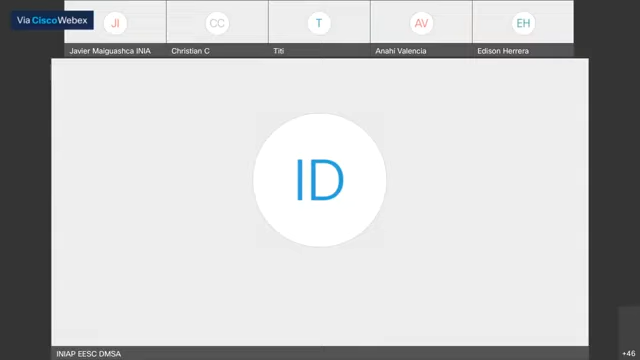 Via Cisco Webex
JI
CC
T
AV
EH
Javier Maiguashca INIA
Christian C
Titi
Anahi Valencia
Edison Herrera
ID
INIAP EESC DMSA
+46